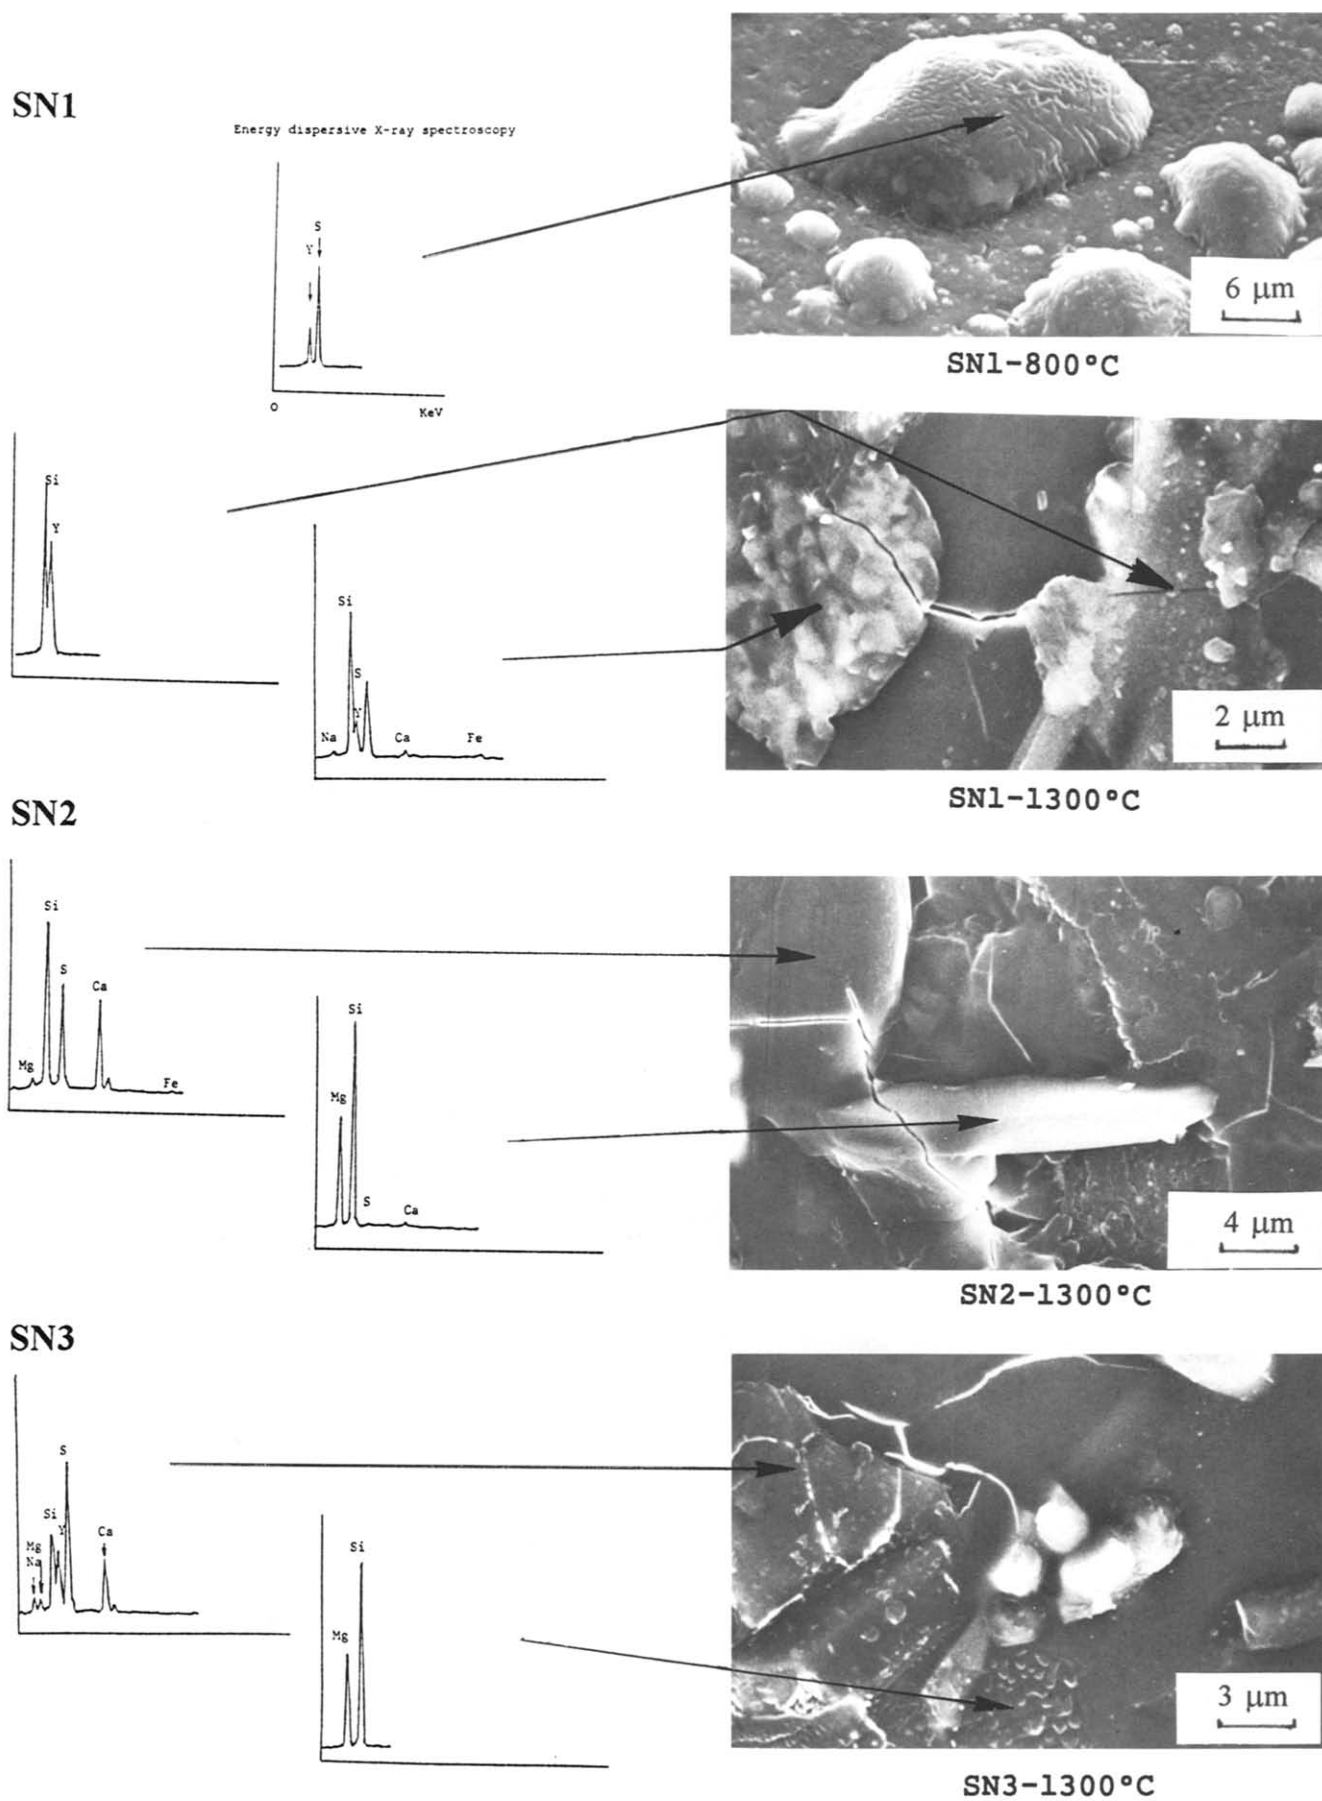 SN1
Energy dispersive X-ray spectroscopy
S
Y
O
KeV
6 μm
SN1-800°C
Si
Y
Si
S
Y
Na
Ca
Fe
2 μm
SN1-1300°C
SN2
Si
S
Ca
Mg
Fe
Si
Mg
S
Ca
4 μm
SN2-1300°C
SN3
S
Si
Y
Ca
Mg
Na
Si
Mg
3 μm
SN3-1300°C